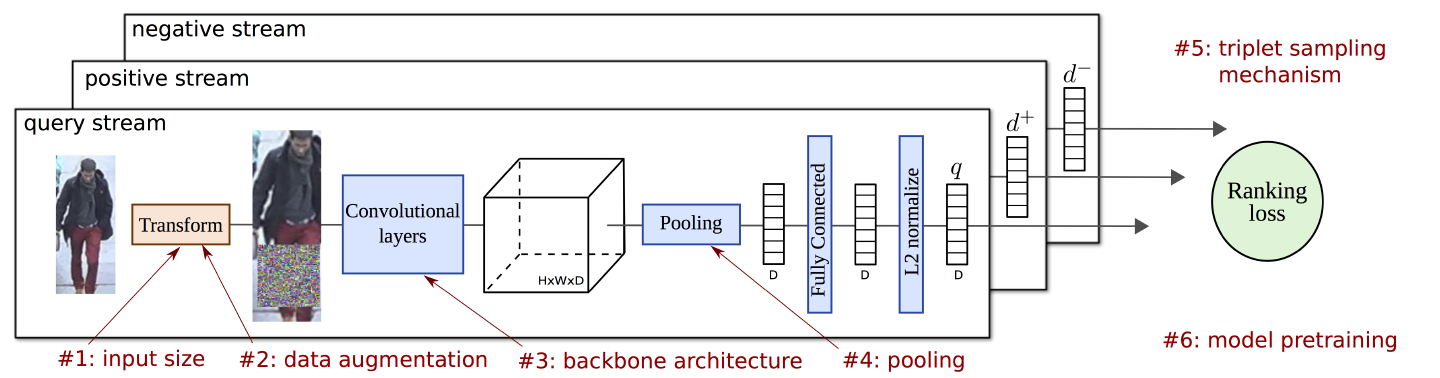 negative stream
positive stream
query stream
Transform
Convolutional
layers
HxWxD
Pooling
D
Fully Connected
D
L2 normalize
q
D
d+
d−
#5: triplet sampling
mechanism
Ranking
loss
#1: input size
#2: data augmentation
#3: backbone architecture
#4: pooling
#6: model pretraining